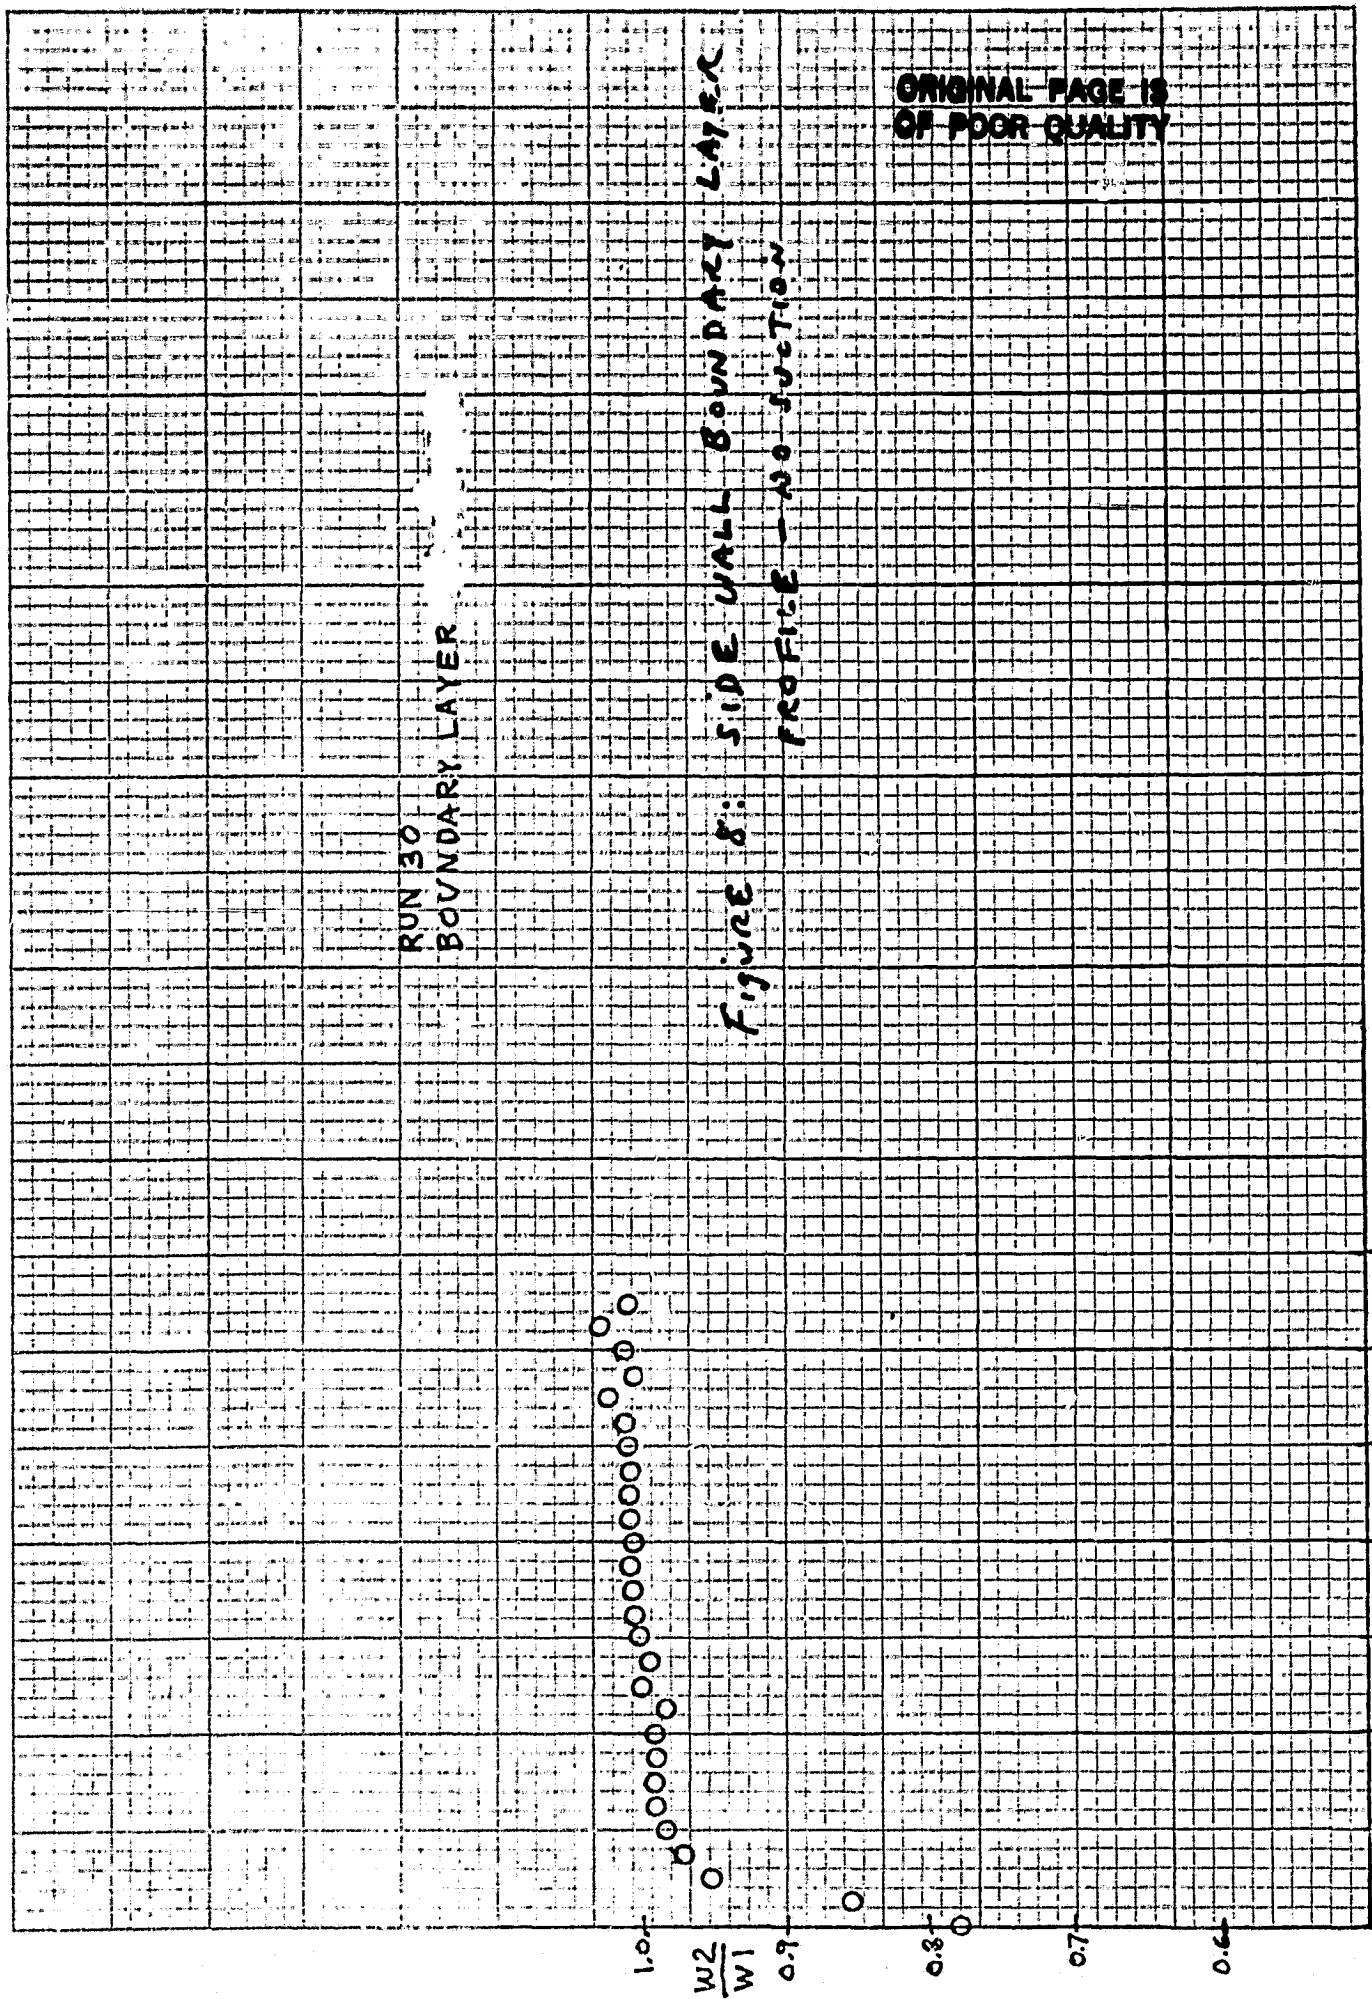 ORIGINAL PAGE IS
OF POOR QUALITY
RUN 30
BOUNDARY LAYER
FigURE 8: SIDE WALL BOUNDARY LAYER
PROFILE - NO SUCTION
1.0
W2
W1
0.9
0.8
0.7
0.6